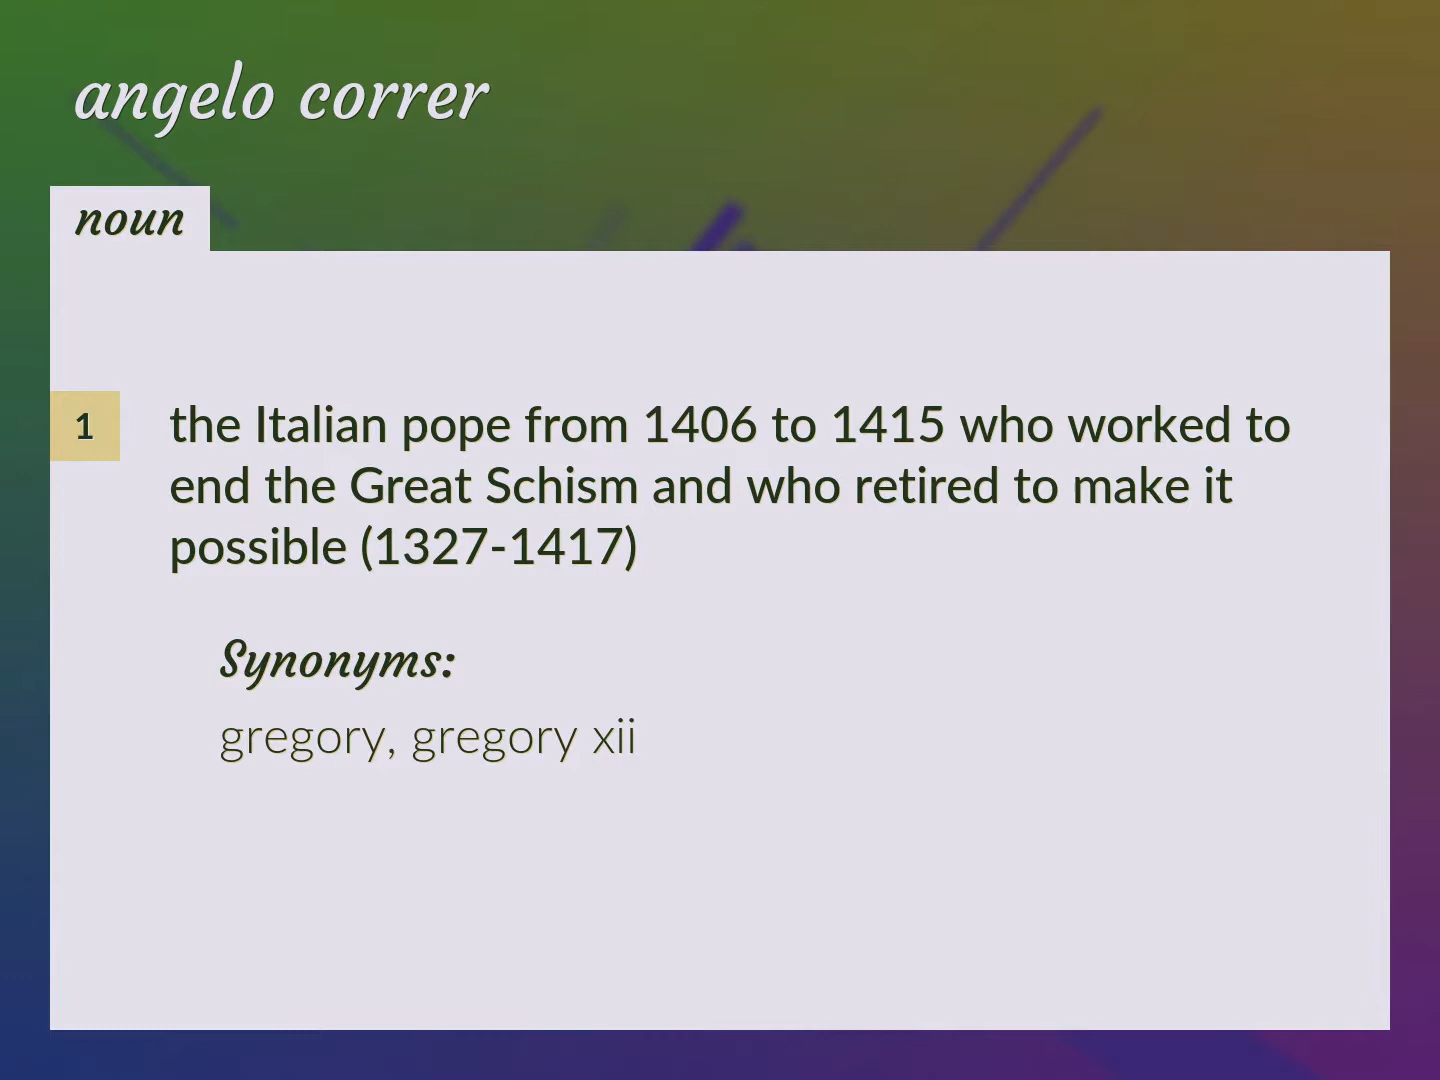 angelo correr
noun
1
the Italian pope from 1406 to 1415 who worked to
end the Great Schism and who retired to make it
possible (1327-1417)
Synonyms:
gregory, gregory xii